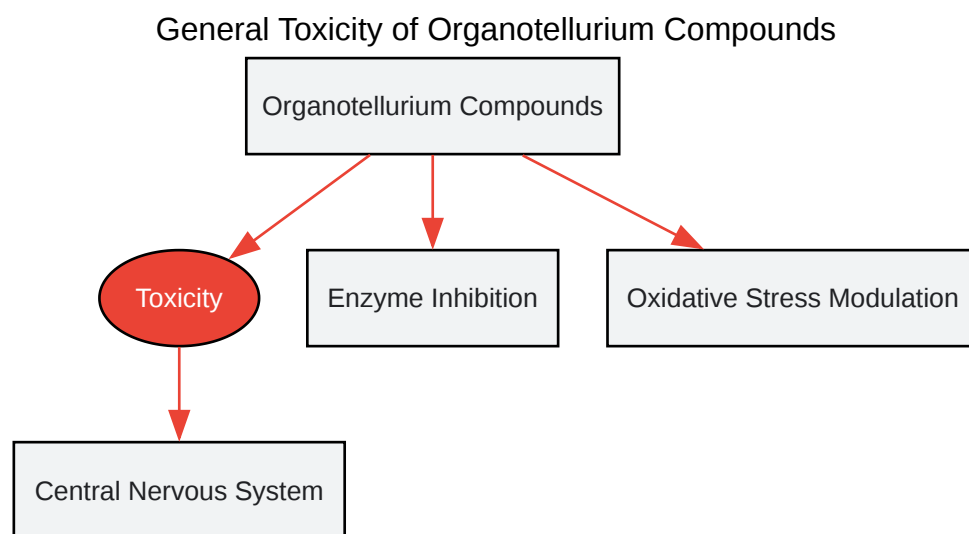 General Toxicity of Organotellurium Compounds
Organotellurium Compounds
Toxicity
Enzyme Inhibition
Oxidative Stress Modulation
Central Nervous System